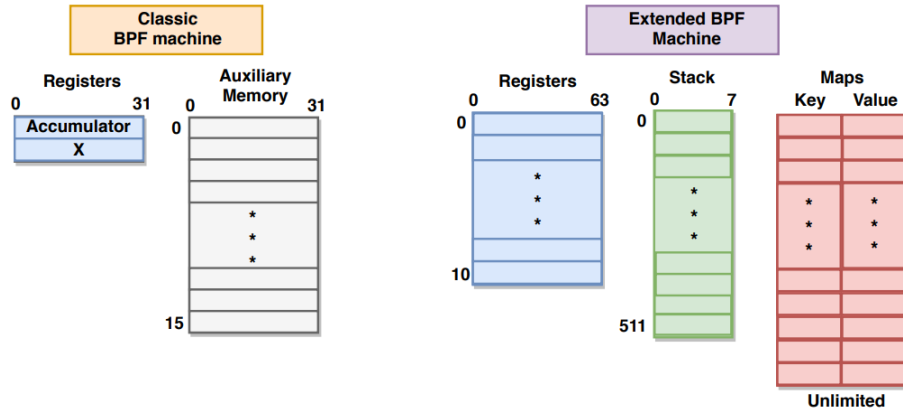 Classic
BPF machine
Extended BPF
Machine
Registers
0 31
Accumulator
X
Auxiliary
Memory
0 31
0
*
*
*
15
Registers
0 63
0
*
*
*
10
Stack
0 7
0
*
*
*
511
Maps
Key Value
* *
* *
* *
Unlimited